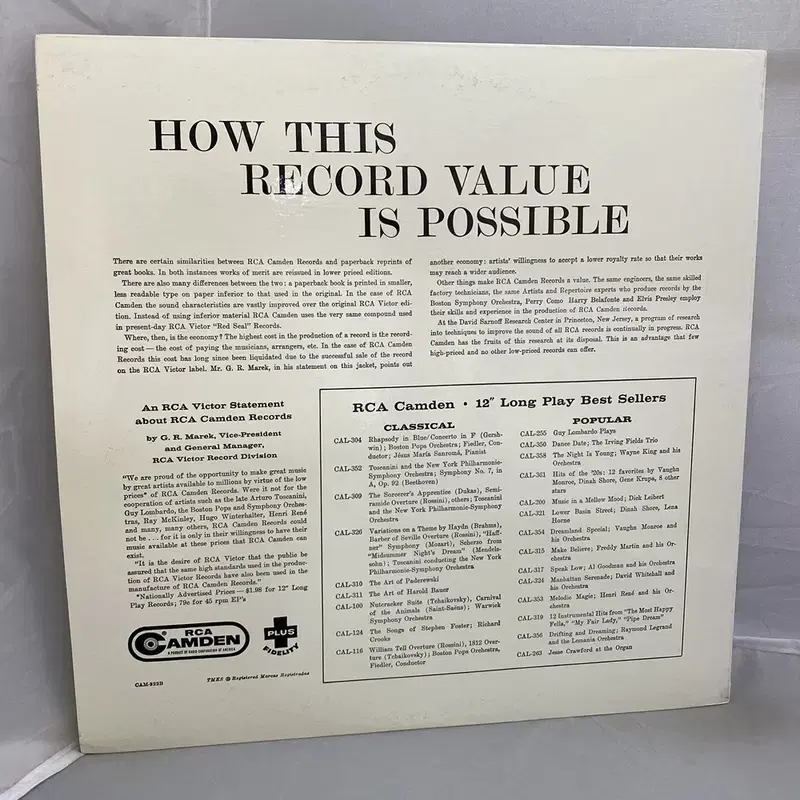 HOW THIS
RECORD VALUE
IS POSSIBLE
There are certain similarities between RCA Camden Records and paperback reprints of
great books. In both instances works of merit are reissued in lower priced editions.
There are also many differences between the two: a paperback book is printed in smaller,
less readable type on paper inferior to that used in the original. In the case of RCA
Camden the sound characteristics are vastly improved over the original RCA Victor edi-
tion. Instead of using inferior material RCA Camden uses the very same compound used
in present-day RCA Victor "Red Seal" Records.
Where, then, is the economy? The highest cost in the production of a record is the record-
ing cost — the cost of paying the musicians, arrangers, etc. In the case of RCA Camden
Records this cost has long since been liquidated due to the successful sale of the record
on the RCA Victor label. Mr. G. R. Marek, in his statement on this jacket, points out
another economy: artists' willingness to accept a lower royalty rate so that their works
may reach a wider audience.
Other things make RCA Camden Records a value. The same engineers, the same skilled
factory technicians, the same Artists and Repertoire experts who produce records by the
Boston Symphony Orchestra, Perry Como Harry Belafonte and Elvis Presley employ
their skills and experience in the production of RCA Camden Records.
At the David Sarnoff Research Center in Princeton, New Jersey, a program of research
into techniques to improve the sound of all RCA records is continually in progress. RCA
Camden has the fruits of this research at its disposal. This is an advantage that few
high-priced and no other low-priced records can offer.
An RCA Victor Statement
about RCA Camden Records
by G. R. Marek, Vice-President
and General Manager,
RCA Victor Record Division
"We are proud of the opportunity to make great music
by great artists available to millions by virtue of the low
prices* of RCA Camden Records. Were it not for the
cooperation of artists such as the late Arturo Toscanini,
Guy Lombardo, the Boston Pops and Symphony Orches-
tras, Ray McKinley, Hugo Winterhalter, Henri René
and many, many others, RCA Camden Records could
not be . . . for it is only in their willingness to have their
music available at these prices that RCA Camden can
exist.
"It is the desire of RCA Victor that the public be
assured that the same high standards used in the produc-
tion of RCA Victor Records have also been used in the
manufacture of RCA Camden Records."
*Nationally Advertised Prices — $1.98 for 12" Long
Play Records; 79¢ for 45 rpm EP's
RCA
CAMDEN
A PRODUCT OF RADIO CORPORATION OF AMERICA
PLUS
FIDELITY
CAM-933B
TMKS ® Registered Marcas Registradas
RCA Camden • 12" Long Play Best Sellers
CLASSICAL
CAL-304 Rhapsody in Blue/Concerto in F (Gersh-
win); Boston Pops Orchestra; Fiedler, Con-
ductor; Jésus María Sanromá, Pianist
CAL-352 Toscanini and the New York Philharmonic-
Symphony Orchestra; Symphony No. 7, in
A, Op. 92 (Beethoven)
CAL-309 The Sorcerer's Apprentice (Dukas), Semi-
ramide Overture (Rossini), others; Toscanini
and the New York Philharmonic-Symphony
Orchestra
CAL-326 Variations on a Theme by Haydn (Brahms),
Barber of Seville Overture (Rossini), "Haff-
ner" Symphony (Mozart), Scherzo from
"Midsummer Night's Dream" (Mendels-
sohn); Toscanini conducting the New York
Philharmonic-Symphony Orchestra
CAL-310 The Art of Paderewski
CAL-311 The Art of Harold Bauer
CAL-100 Nutcracker Suite (Tchaikovsky), Carnival
of the Animals (Saint-Saëns); Warwick
Symphony Orchestra
CAL-124 The Songs of Stephen Foster; Richard
Crooks
CAL-116 William Tell Overture (Rossini), 1812 Over-
ture (Tchaikovsky); Boston Pops Orchestra,
Fiedler, Conductor
POPULAR
CAL-255 Guy Lombardo Plays
CAL-350 Dance Date; The Irving Fields Trio
CAL-358 The Night Is Young; Wayne King and his
Orchestra
CAL-361 Hits of the '20s: 12 favorites by Vaughn
Monroe, Dinah Shore, Gene Krupa, 8 other
stars
CAL-200 Music in a Mellow Mood; Dick Leibert
CAL-321 Lower Basin Street; Dinah Shore, Lena
Horne
CAL-354 Dreamland Special; Vaughn Monroe and
his Orchestra
CAL-315 Make Believe; Freddy Martin and his Or-
chestra
CAL-317 Speak Low; Al Goodman and his Orchestra
CAL-324 Manhattan Serenade; David Whitehall and
his Orchestra
CAL-353 Melodic Magic; Henri René and his Or-
chestra
CAL-319 12 Instrumental Hits from "The Most Happy
Fella," "My Fair Lady," "Pipe Dream"
CAL-356 Drifting and Dreaming; Raymond Legrand
and the Lomania Orchestra
CAL-263 Jesse Crawford at the Organ